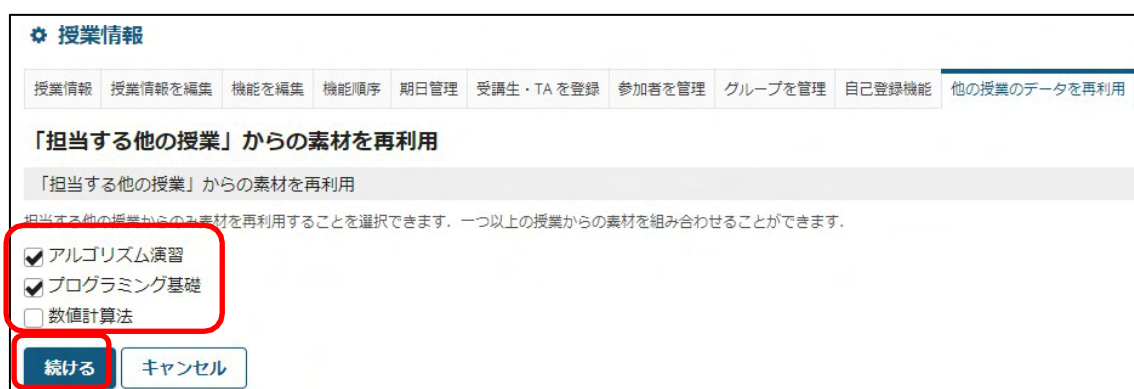 授業情報
授業情報 授業情報を編集 機能を編集 機能順序 期日管理 受講生・TA を登録 参加者を管理 グループを管理 自己登録機能 他の授業のデータを再利用
「担当する他の授業」からの素材を再利用
「担当する他の授業」からの素材を再利用
担当する他の授業からのみ素材を再利用することを選択できます．一つ以上の授業からの素材を組み合わせることができます．
アルゴリズム演習
プログラミング基礎
数値計算法
続ける キャンセル